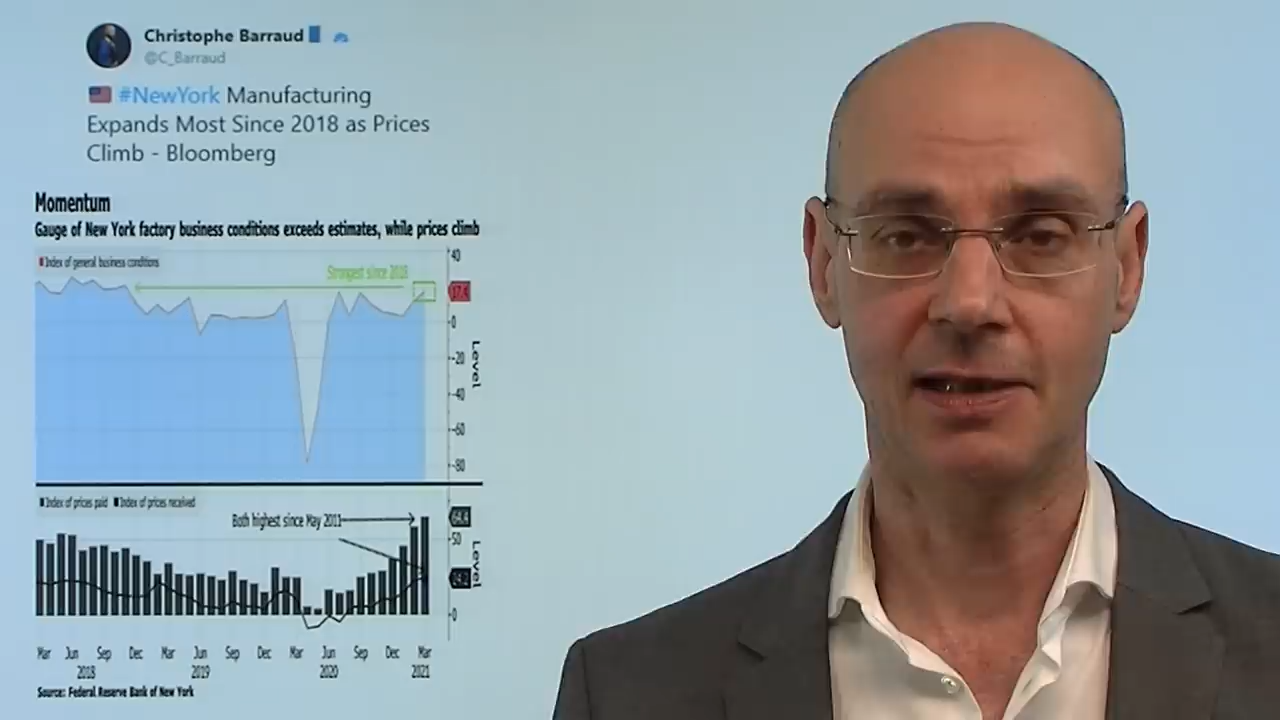 Christophe Barraud
@C_Barraud
#NewYork Manufacturing
Expands Most Since 2018 as Prices
Climb - Bloomberg
Momentum
Gauge of New York factory business conditions exceeds estimates, while prices climb
Index of general business conditions
Strongest since 2018
40
17.4
0
-20
-40
-60
-80
Level
Index of prices paid Index of prices received
Both highest since May 2011
64.4
50
24.2
0
Level
Mar Jun Sep Dec Mar Jun Sep Dec Mar Jun Sep Dec Mar
2018 2019 2020 2021
Source: Federal Reserve Bank of New York